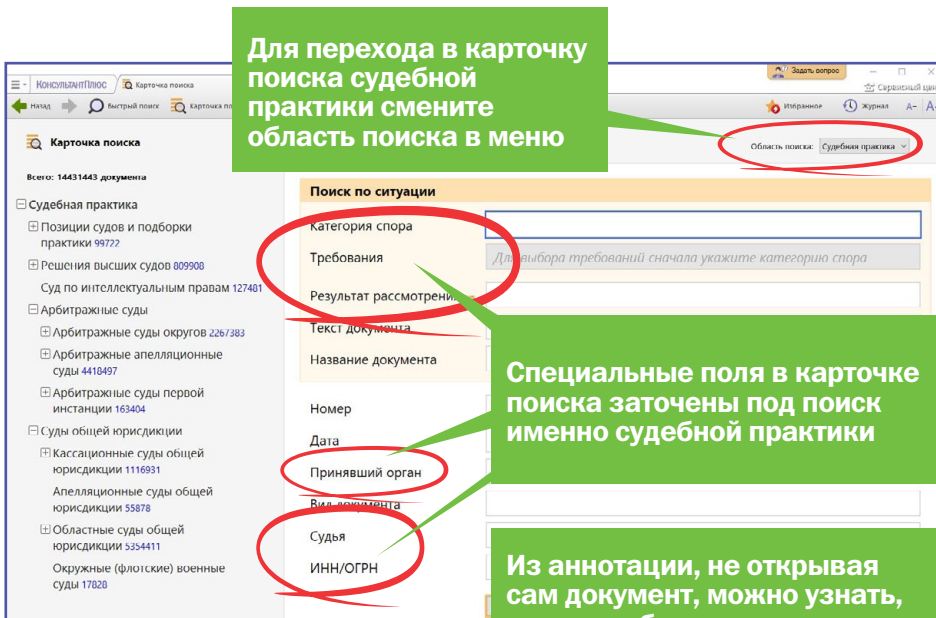 Для перехода в карточку
поиска судебной
практики смените
область поиска в меню
КонсультантПлюс
Карточка поиска
Задать вопрос
Назад
Быстрый поиск
Избранное
Журнал
Карточка поиска
Область поиска: Судебная практика
Всего: 14431443 документа
Судебная практика
Позиции судов и подборки
практики 99722
Решения высших судов 809908
Суд по интеллектуальным правам 127481
Арбитражные суды
Арбитражные суды округов 2267383
Арбитражные апелляционные
суды 4418497
Арбитражные суды первой
инстанции 163404
Суды общей юрисдикции
Кассационные суды общей
юрисдикции 1116931
Апелляционные суды общей
юрисдикции 55878
Областные суды общей
юрисдикции 5354411
Окружные (флотские) военные
суды 17828
Поиск по ситуации
Категория спора
Требования
Для выбора требований сначала укажите категорию спора
Результат рассмотрения
Текст документа
Название документа
Номер
Дата
Принявший орган
Вид документа
Судья
ИНН/ОГРН
Специальные поля в карточке
поиска заточены под поиск
именно судебной практики
Из аннотации, не открывая
сам документ, можно узнать,